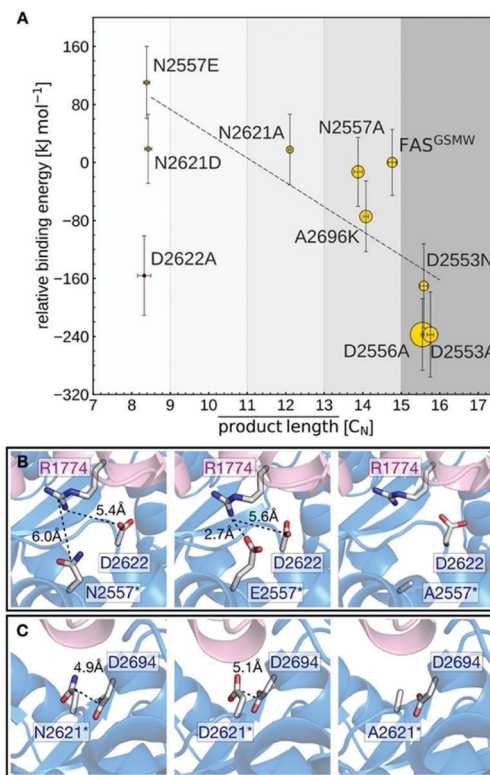 A
relative binding energy [kJ mol⁻¹]
160
80
0
−80
−160
−240
−320
N2557E
N2621D
D2622A
N2621A
N2557A
FAS^GSMW
A2696K
D2553N
D2556A
D2553A
7 8 9 10 11 12 13 14 15 16 17
product length [C_N]
B
R1774
5.4Å
6.0Å
D2622
N2557*
R1774
5.6Å
2.7Å
D2622
E2557*
R1774
D2622
A2557*
C
4.9Å
D2694
N2621*
5.1Å
D2694
D2621*
D2694
A2621*